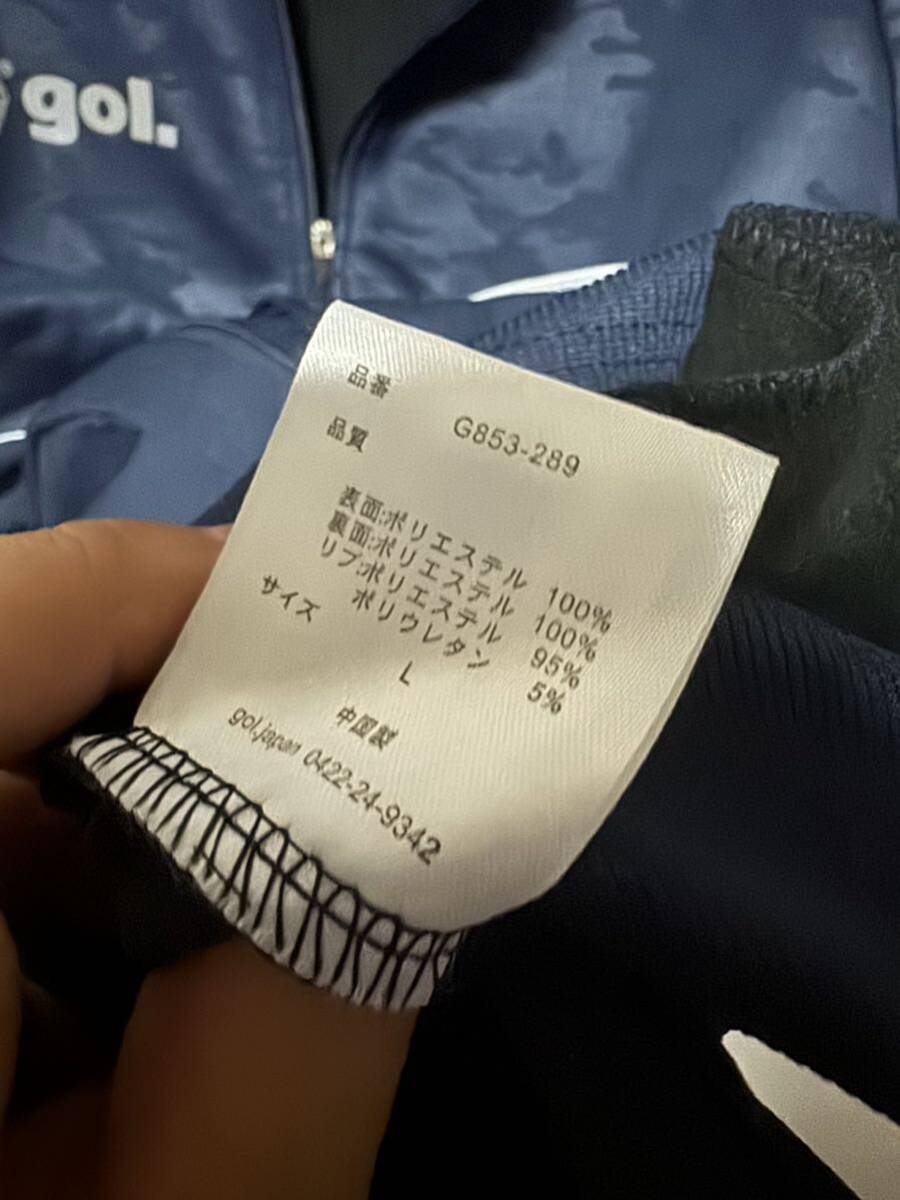 gol.
品番 G853-289
品質
表面:ポリエステル 100%
裏面:ポリエステル 100%
リブ:ポリエステル 95%
ポリウレタン 5%
サイズ L
中国製
gol.japan 0422-24-9342